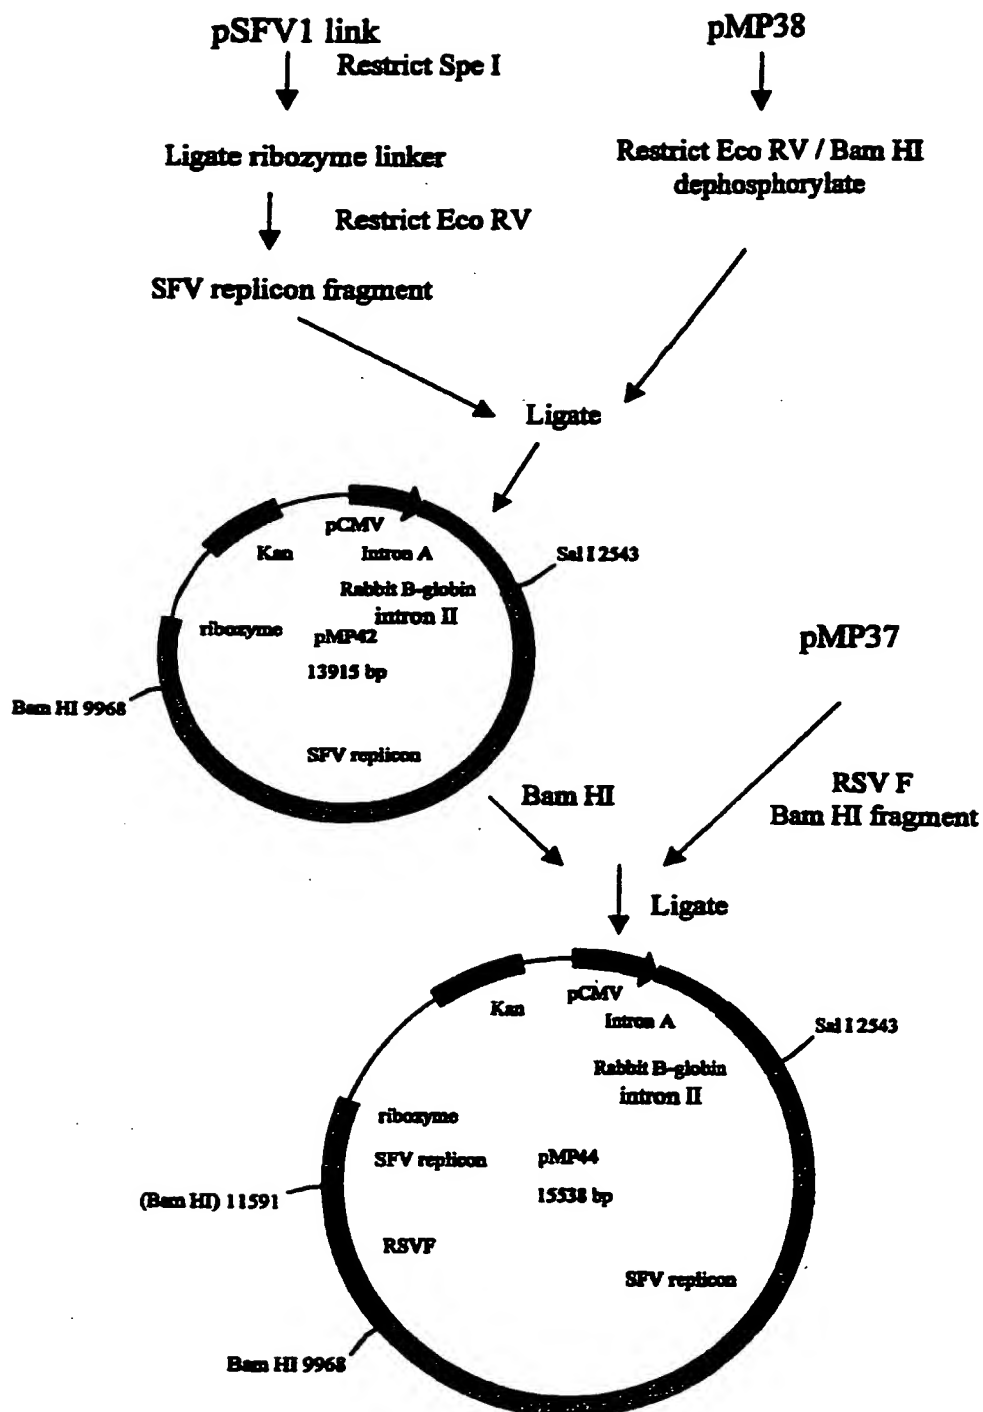 pSFV1 link
Restrict Spe I
Ligate ribozyme linker
Restrict Eco RV
SFV replicon fragment
pMP38
Restrict Eco RV / Bam HI
dephosphorylate
Ligate
pCMV
Kan
Intron A
Sal I 2543
Rabbit B-globin
intron II
ribozyme
pMP42
13915 bp
Bam HI 9968
SFV replicon
pMP37
Bam HI
RSV F
Bam HI fragment
Ligate
pCMV
Kan
Intron A
Sal I 2543
Rabbit B-globin
intron II
ribozyme
SFV replicon
pMP44
15538 bp
(Bam HI) 11591
RSVF
SFV replicon
Bam HI 9968